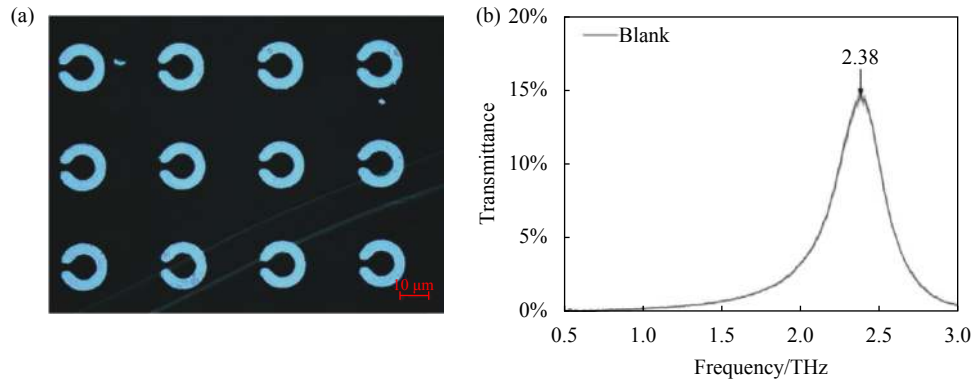 (a)
10 μm
(b)
20%
15%
10%
5%
0%
Transmittance
Blank
2.38
0.5 1.0 1.5 2.0 2.5 3.0
Frequency/THz